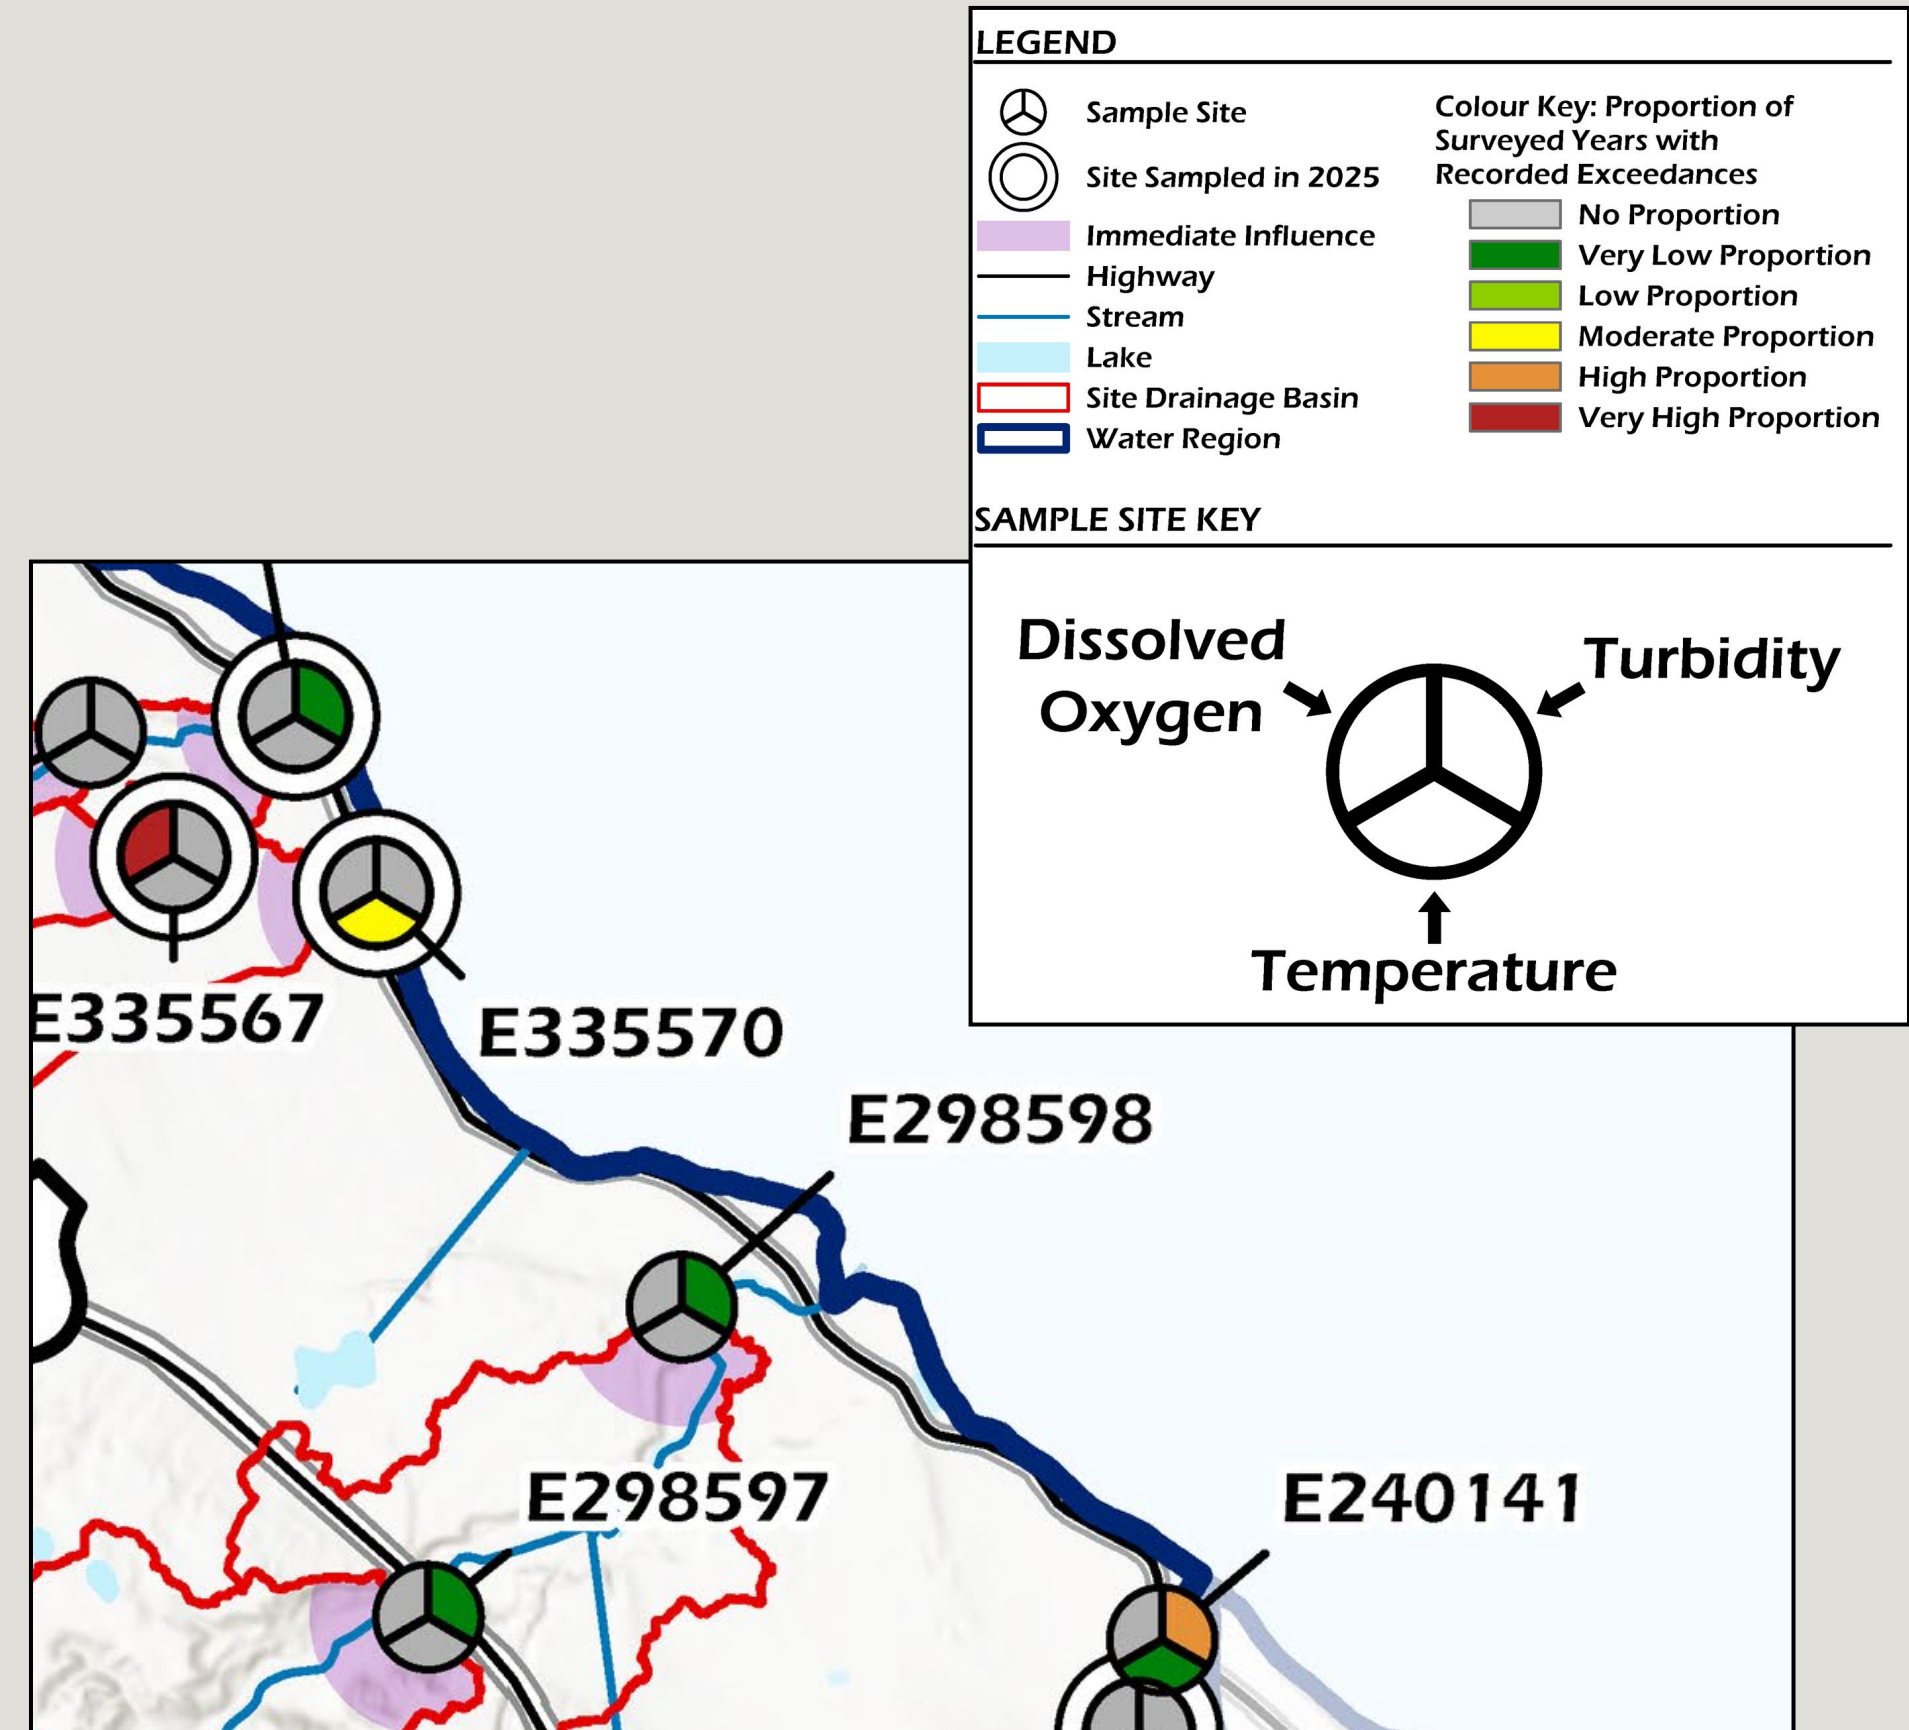 LEGEND
Sample Site
Site Sampled in 2025
Immediate Influence
Highway
Stream
Lake
Site Drainage Basin
Water Region
Colour Key: Proportion of
Surveyed Years with
Recorded Exceedances
No Proportion
Very Low Proportion
Low Proportion
Moderate Proportion
High Proportion
Very High Proportion
SAMPLE SITE KEY
Dissolved
Oxygen
Turbidity
Temperature
E335567
E335570
E298598
E298597
E240141